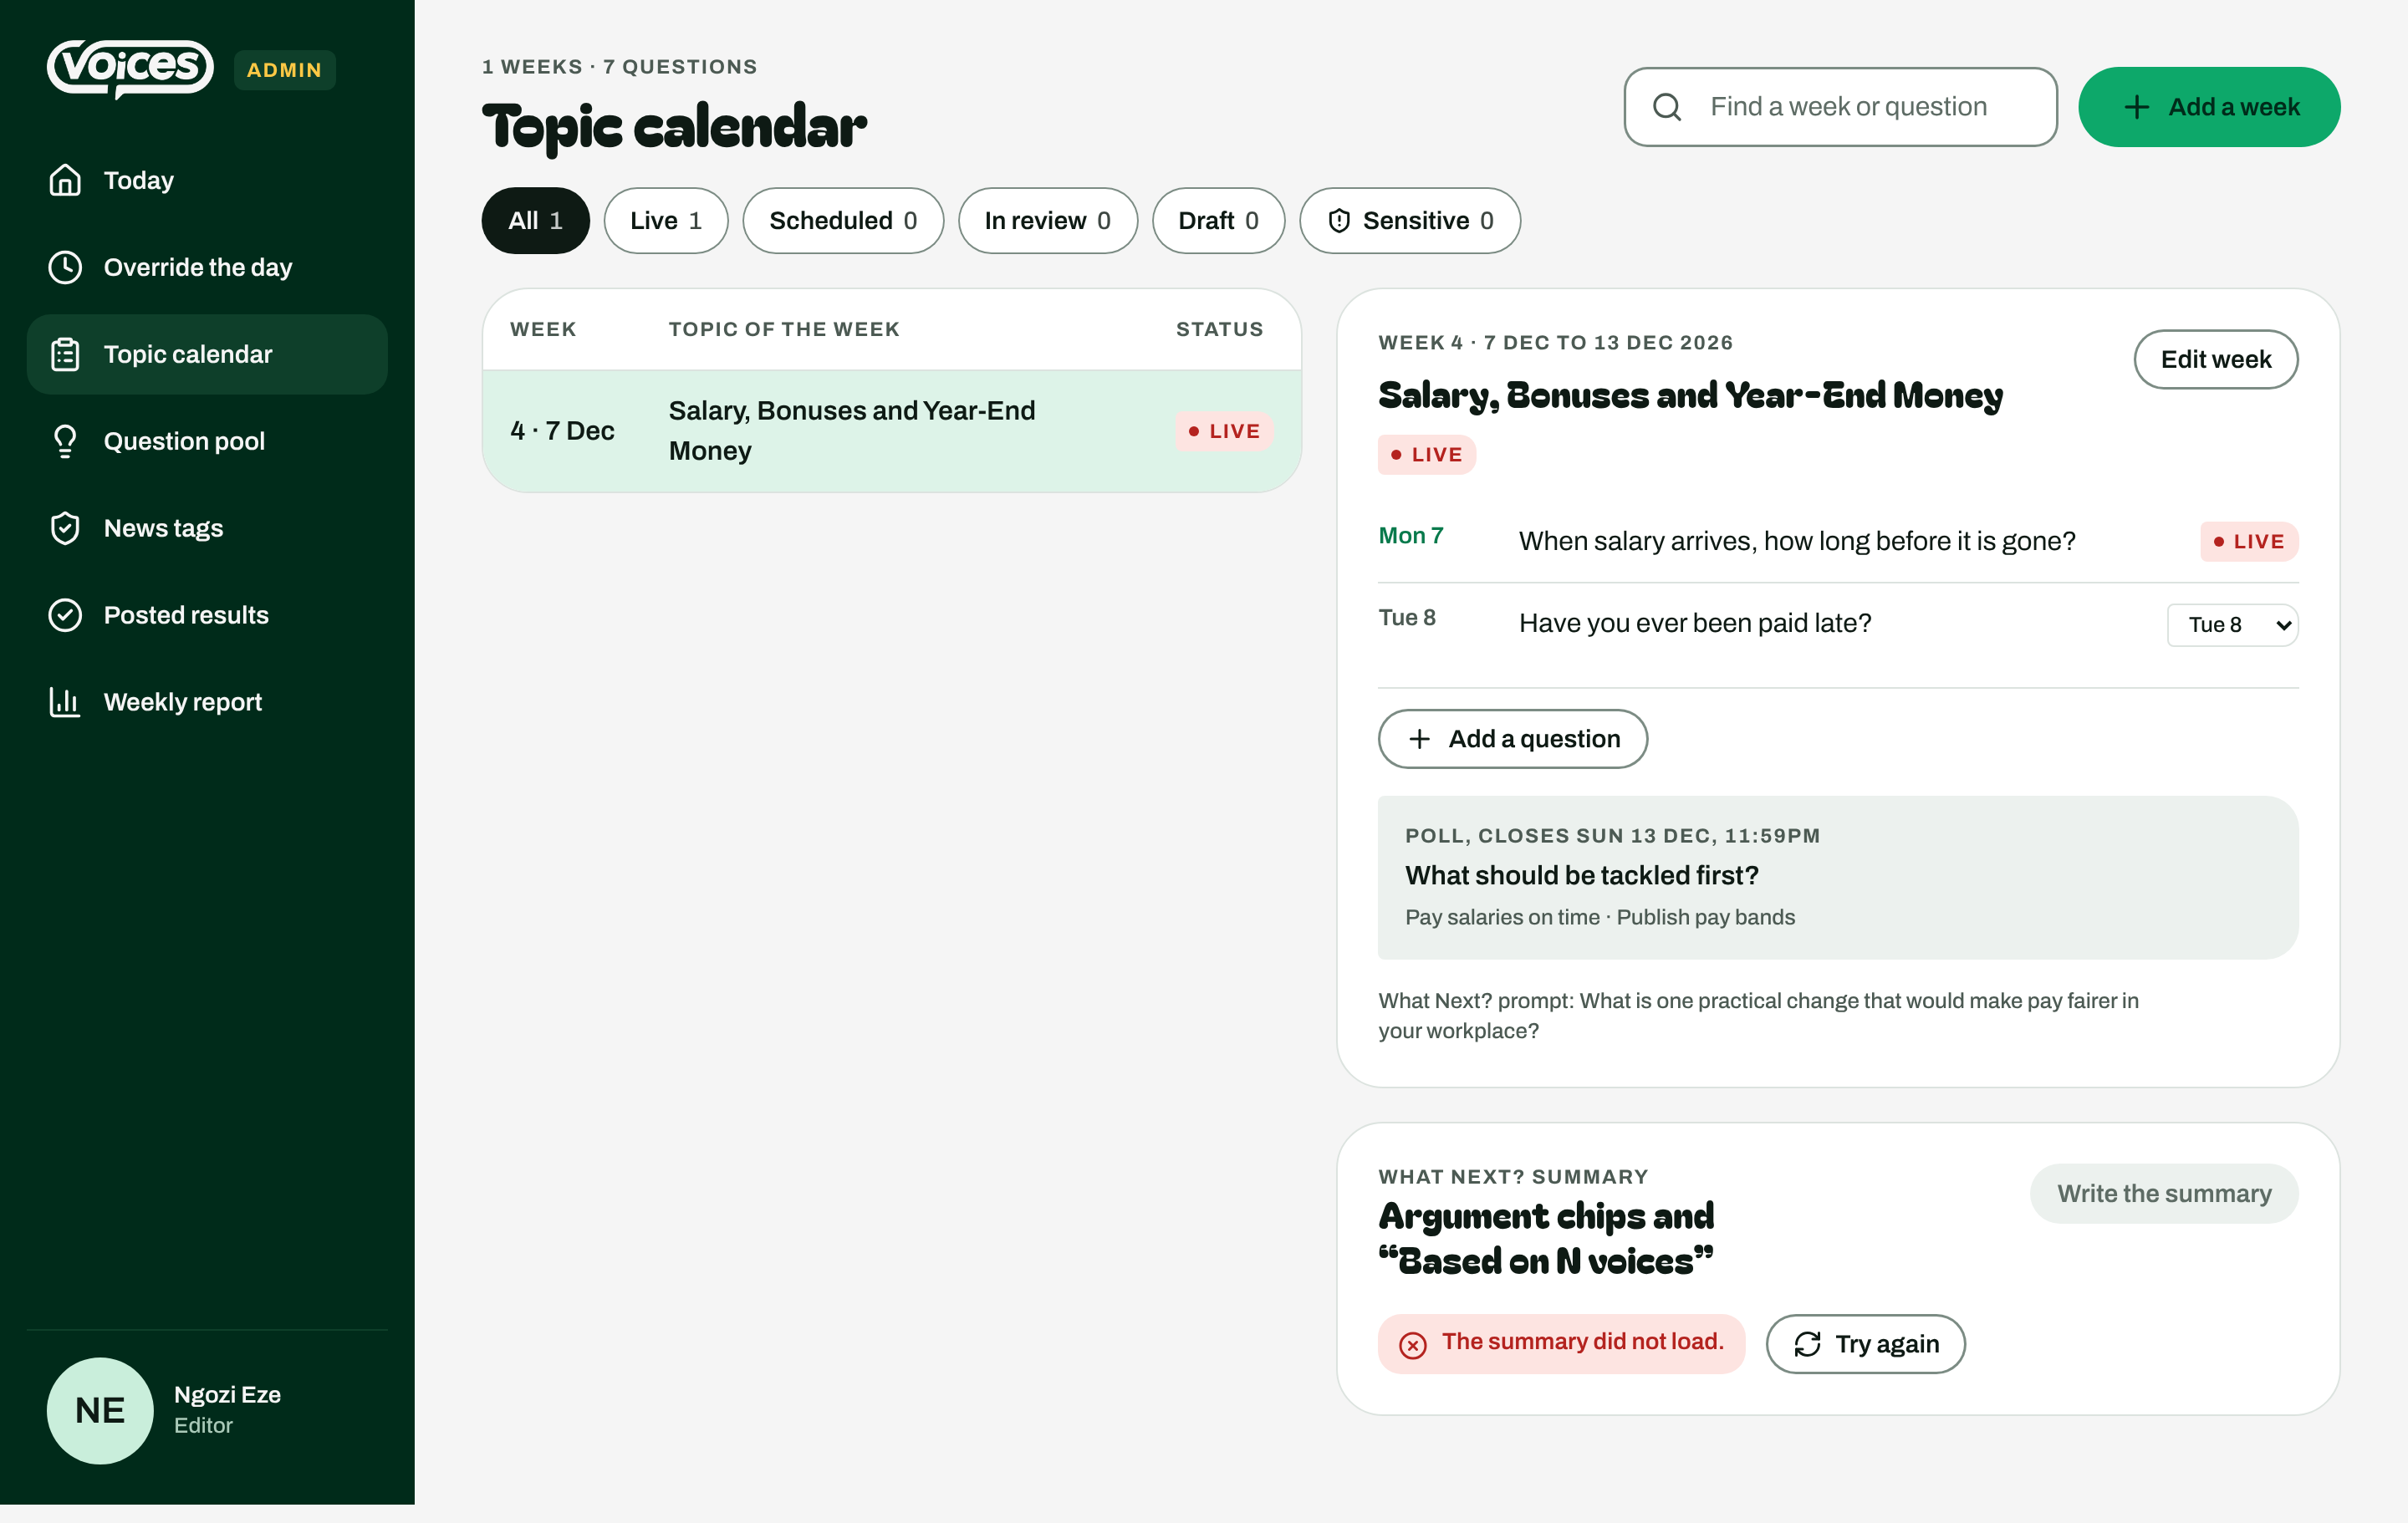 Voices
ADMIN
Today
Override the day
Topic calendar
Question pool
News tags
Posted results
Weekly report
NE
Ngozi Eze
Editor
1 WEEKS · 7 QUESTIONS
Topic calendar
Find a week or question
Add a week
All 1
Live 1
Scheduled 0
In review 0
Draft 0
Sensitive 0
WEEK
TOPIC OF THE WEEK
STATUS
4 · 7 Dec
Salary, Bonuses and Year-End
Money
LIVE
WEEK 4 · 7 DEC TO 13 DEC 2026
Edit week
Salary, Bonuses and Year-End Money
LIVE
Mon 7
When salary arrives, how long before it is gone?
LIVE
Tue 8
Have you ever been paid late?
Tue 8
Add a question
POLL, CLOSES SUN 13 DEC, 11:59PM
What should be tackled first?
Pay salaries on time · Publish pay bands
What Next? prompt: What is one practical change that would make pay fairer in
your workplace?
WHAT NEXT? SUMMARY
Write the summary
Argument chips and
“Based on N voices”
The summary did not load.
Try again